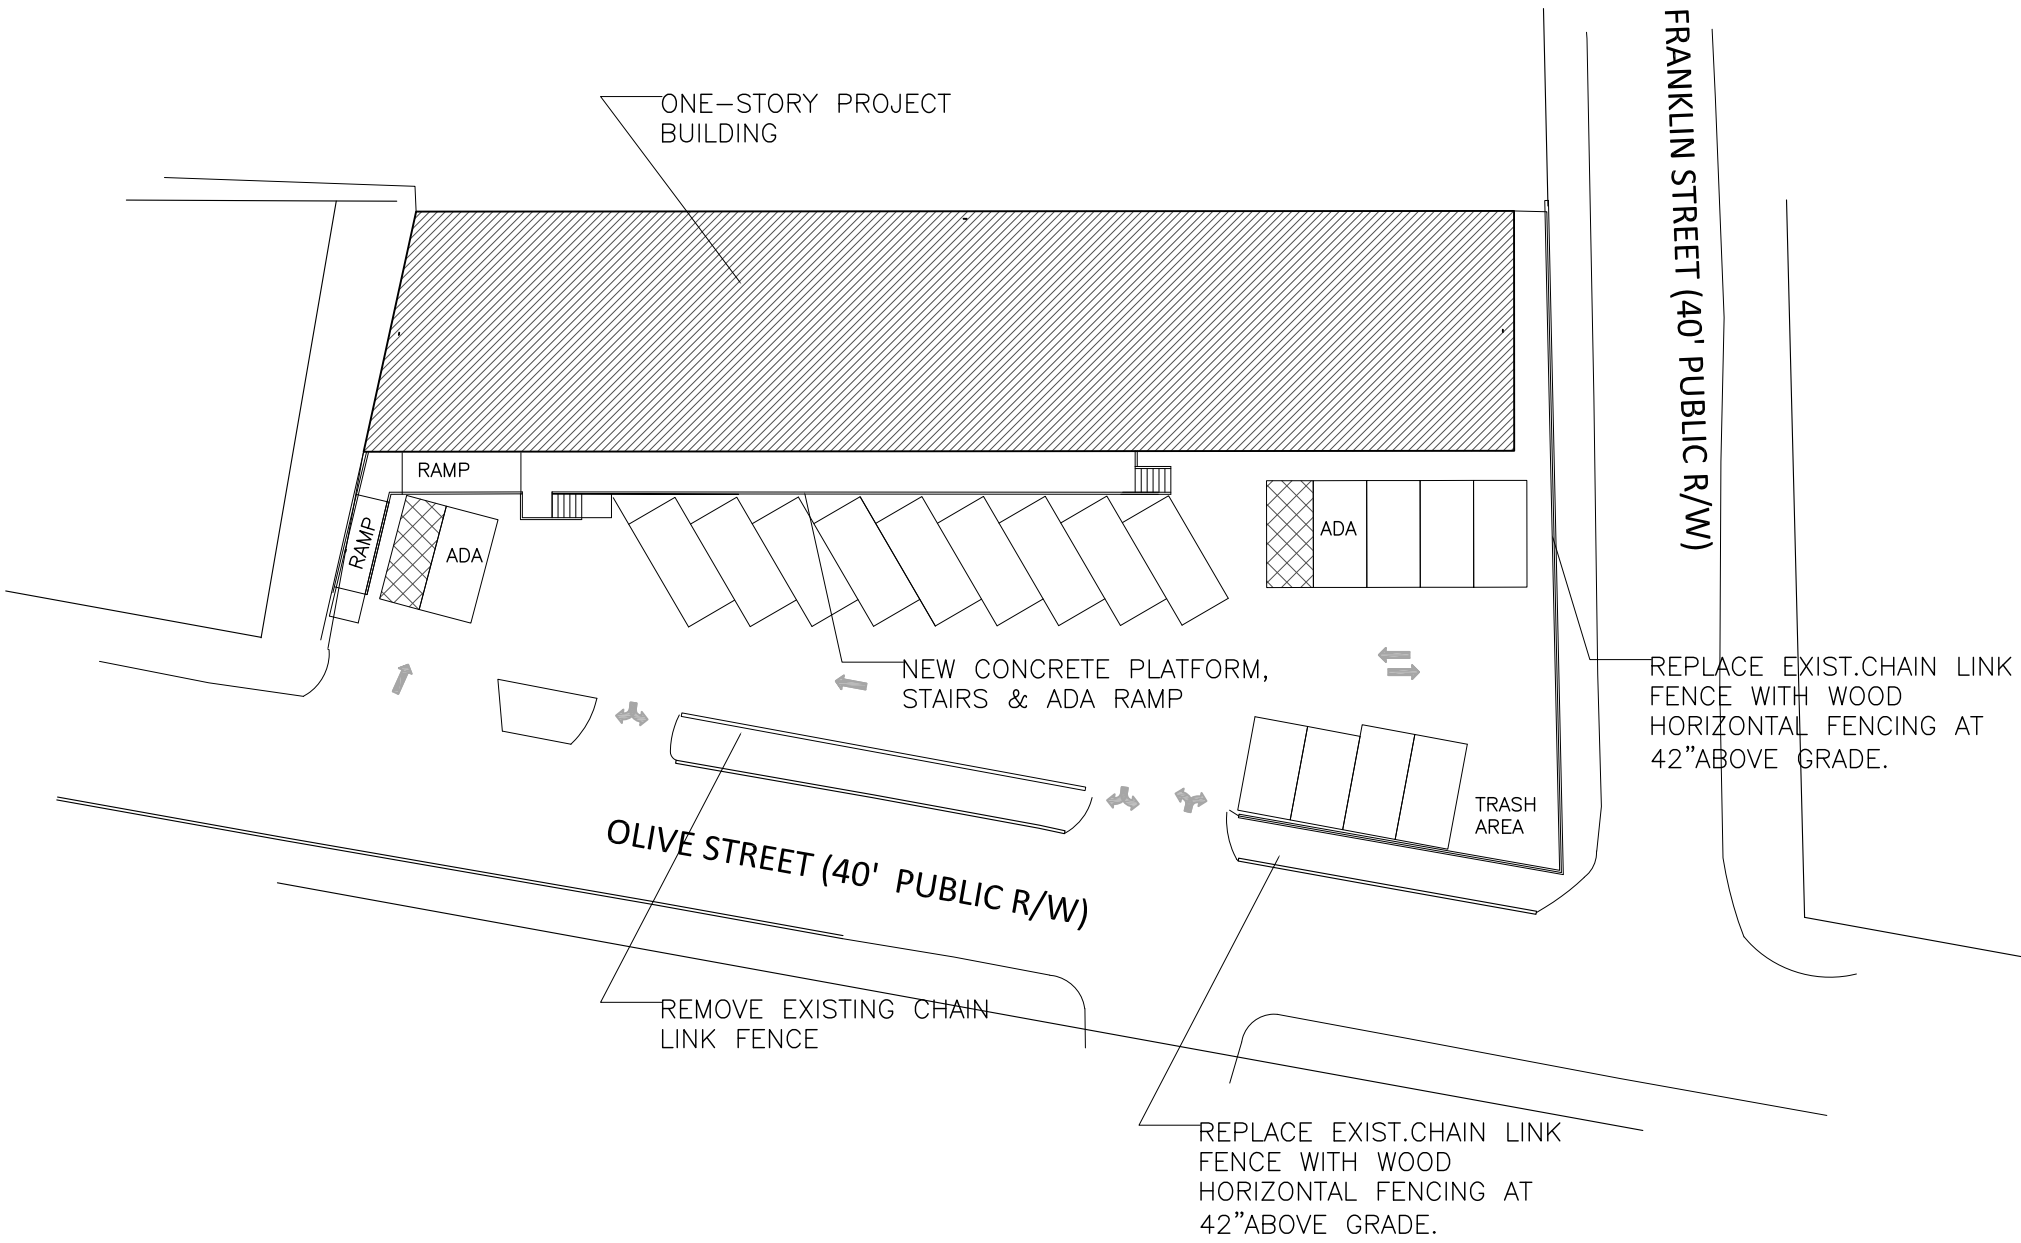 FRANKLIN STREET (40' PUBLIC R/W)
ONE-STORY PROJECT
BUILDING
RAMP
RAMP
ADA
ADA
NEW CONCRETE PLATFORM,
STAIRS & ADA RAMP
REPLACE EXIST.CHAIN LINK
FENCE WITH WOOD
HORIZONTAL FENCING AT
42”ABOVE GRADE.
TRASH
AREA
OLIVE STREET (40' PUBLIC R/W)
REMOVE EXISTING CHAIN
LINK FENCE
REPLACE EXIST.CHAIN LINK
FENCE WITH WOOD
HORIZONTAL FENCING AT
42”ABOVE GRADE.